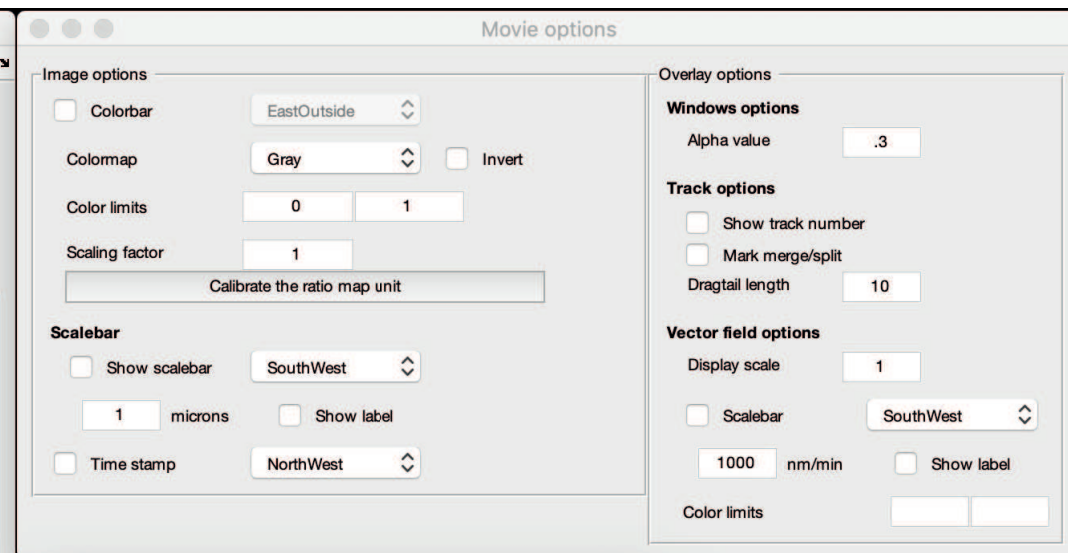 Movie options
Image options
Colorbar EastOutside
Colormap Gray Invert
Color limits 0 1
Scaling factor 1
Calibrate the ratio map unit
Scalebar
Show scalebar SouthWest
1 microns Show label
Time stamp NorthWest
Overlay options
Windows options
Alpha value .3
Track options
Show track number
Mark merge/split
Dragtail length 10
Vector field options
Display scale 1
Scalebar SouthWest
1000 nm/min Show label
Color limits